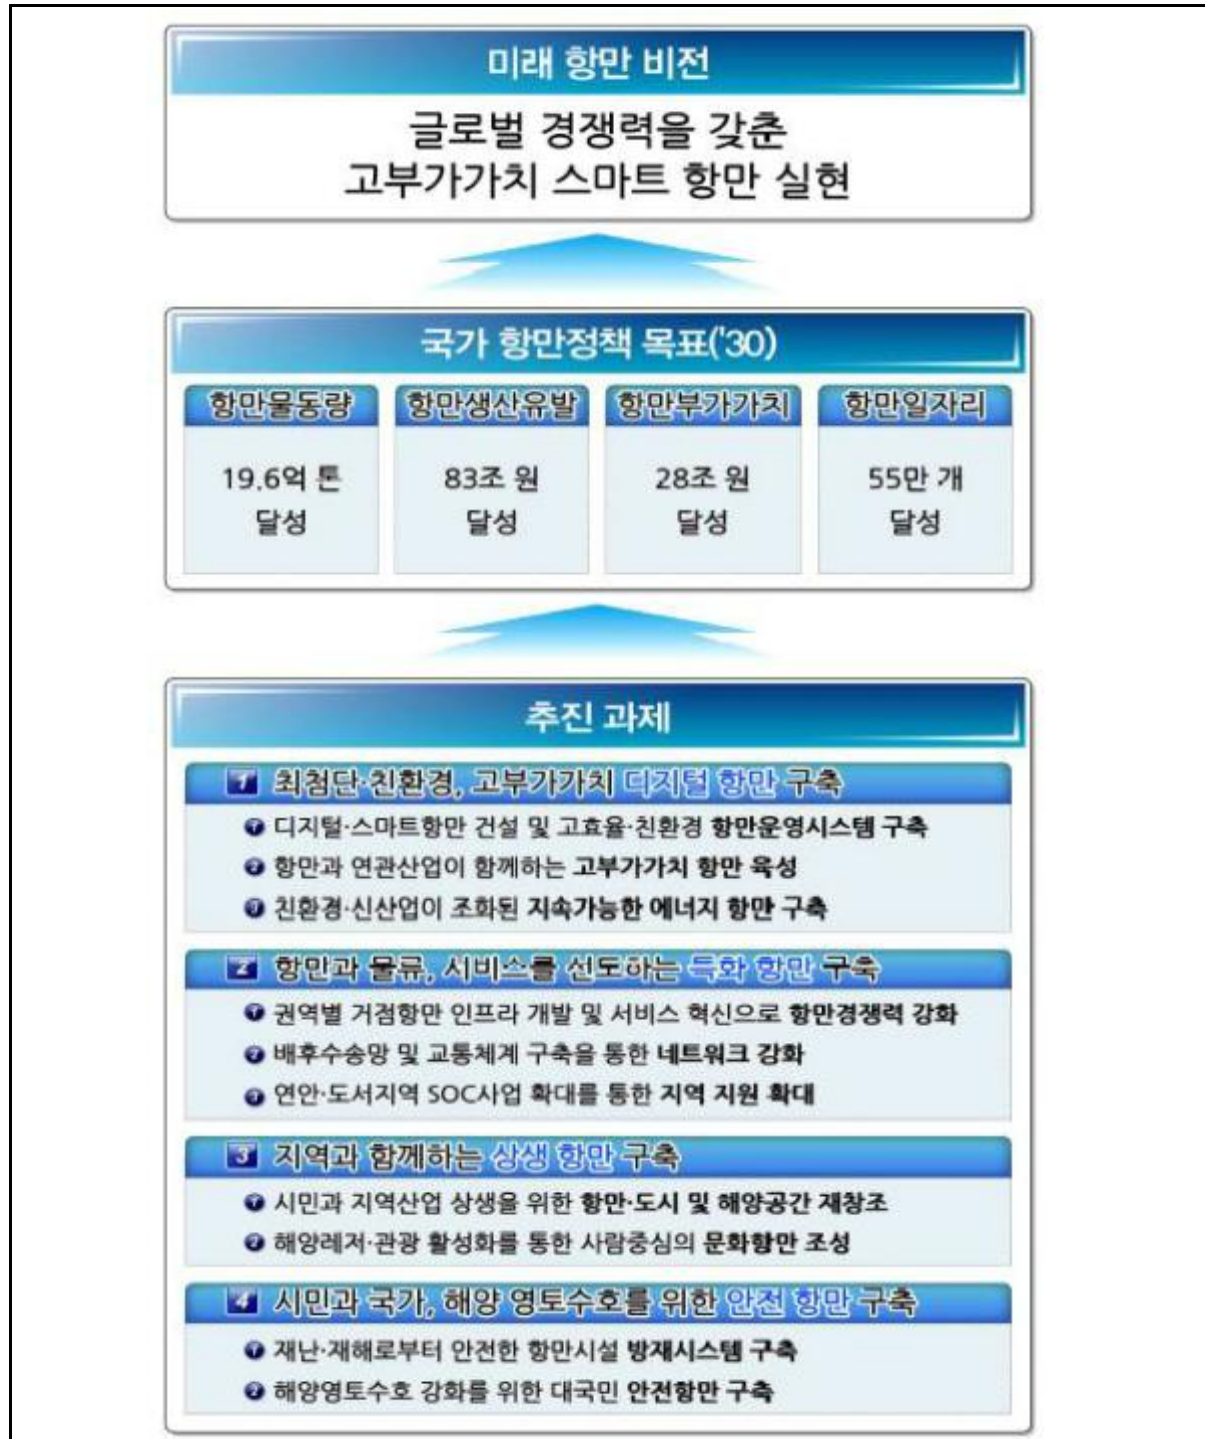 미래 항만 비전
글로벌 경쟁력을 갖춘
고부가가치 스마트 항만 실현
국가 항만정책 목표('30)
항만물동량
19.6억 톤
달성
항만생산유발
83조 원
달성
항만부가가치
28조 원
달성
항만일자리
55만 개
달성
추진 과제
1 최첨단·친환경, 고부가가치 디지털 항만 구축
1 디지털·스마트항만 건설 및 고효율·친환경 항만운영시스템 구축
2 항만과 연관산업이 함께하는 고부가가치 항만 육성
3 친환경·신산업이 조화된 지속가능한 에너지 항만 구축
2 항만과 물류, 서비스를 선도하는 특화 항만 구축
1 권역별 거점항만 인프라 개발 및 서비스 혁신으로 항만경쟁력 강화
2 배후수송망 및 교통체계 구축을 통한 네트워크 강화
3 연안·도서지역 SOC사업 확대를 통한 지역 지원 확대
3 지역과 함께하는 상생 항만 구축
1 시민과 지역산업 상생을 위한 항만·도시 및 해양공간 재창조
2 해양레저·관광 활성화를 통한 사람중심의 문화항만 조성
4 시민과 국가, 해양 영토수호를 위한 안전 항만 구축
1 재난·재해로부터 안전한 항만시설 방재시스템 구축
2 해양영토수호 강화를 위한 대국민 안전항만 구축